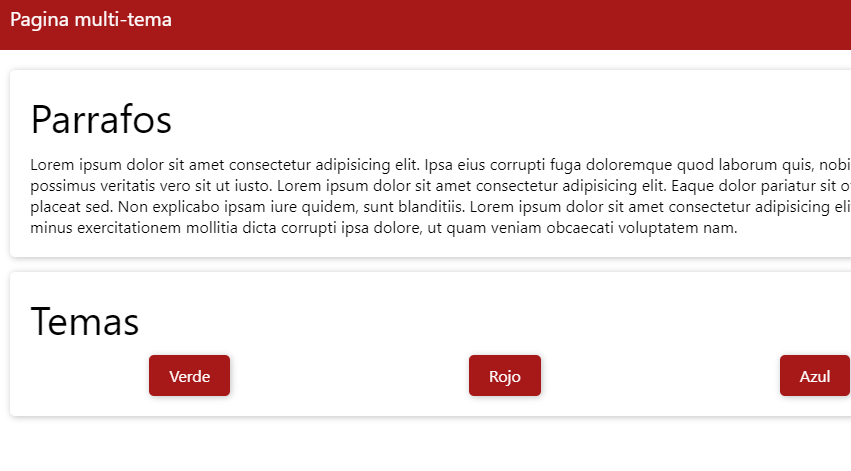 Pagina multi-tema
Parrafos
Lorem ipsum dolor sit amet consectetur adipisicing elit. Ipsa eius corrupti fuga doloremque quod laborum quis, nobi
possimus veritatis vero sit ut iusto. Lorem ipsum dolor sit amet consectetur adipisicing elit. Eaque dolor pariatur sit
placeat sed. Non explicabo ipsam iure quidem, sunt blanditiis. Lorem ipsum dolor sit amet consectetur adipisicing eli
minus exercitationem mollitia dicta corrupti ipsa dolore, ut quam veniam obcaecati voluptatem nam.
Temas
Verde Rojo Azul